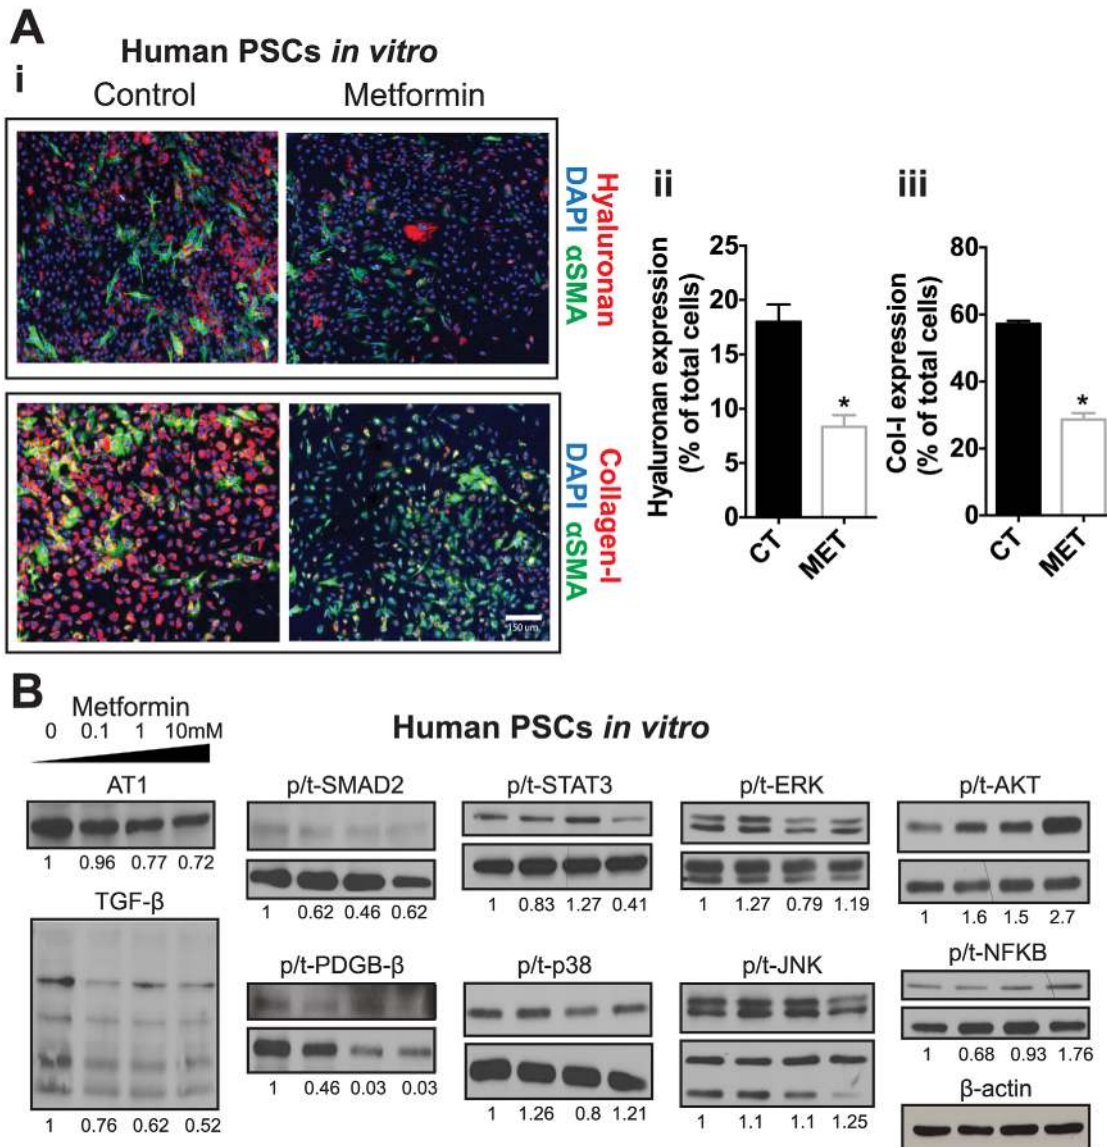 A
Human PSCs in vitro
i
Control Metformin
DAPI αSMA
Hyaluronan
DAPI αSMA
Collagen-I
150 um
ii
Hyaluronan expression
(% of total cells)
25
20
15
10
5
0
CT
MET
*
iii
Col-I expression
(% of total cells)
80
60
40
20
0
CT
MET
*
B
Metformin
0 0.1 1 10mM
Human PSCs in vitro
AT1
1 0.96 0.77 0.72
TGF-β
1 0.76 0.62 0.52
p/t-SMAD2
1 0.62 0.46 0.62
p/t-PDGB-β
1 0.46 0.03 0.03
p/t-STAT3
1 0.83 1.27 0.41
p/t-p38
1 1.26 0.8 1.21
p/t-ERK
1 1.27 0.79 1.19
p/t-JNK
1 1.1 1.1 1.25
p/t-AKT
1 1.6 1.5 2.7
p/t-NFKB
1 0.68 0.93 1.76
β-actin